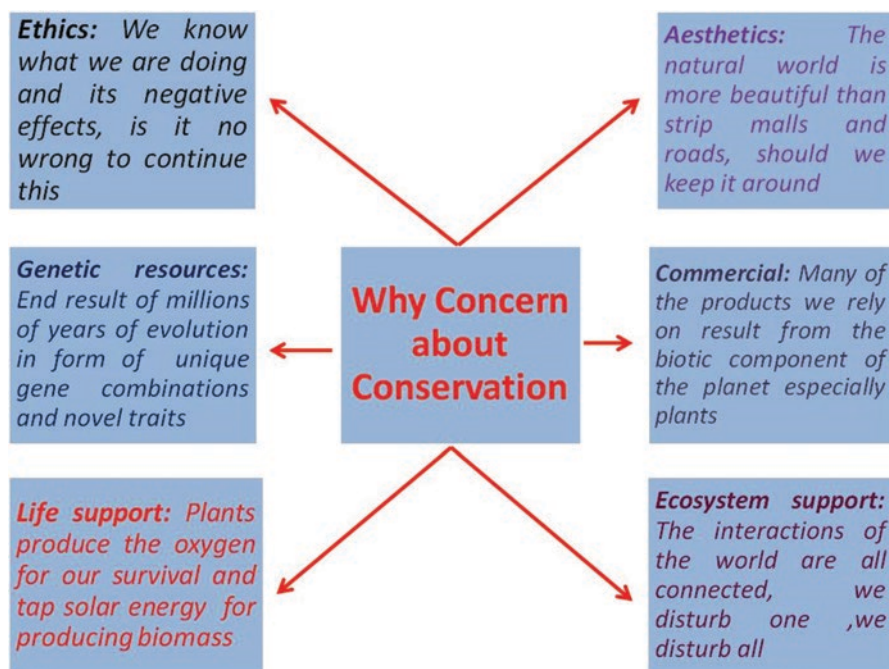 Ethics: We know
what we are doing
and its negative
effects, is it no
wrong to continue
this
Aesthetics: The
natural world is
more beautiful than
strip malls and
roads, should we
keep it around
Genetic resources:
End result of millions
of years of evolution
in form of unique
gene combinations
and novel traits
Why Concern
about
Conservation
Commercial: Many of
the products we rely
on result from the
biotic component of
the planet especially
plants
Life support: Plants
produce the oxygen
for our survival and
tap solar energy for
producing biomass
Ecosystem support:
The interactions of
the world are all
connected, we
disturb one ,we
disturb all